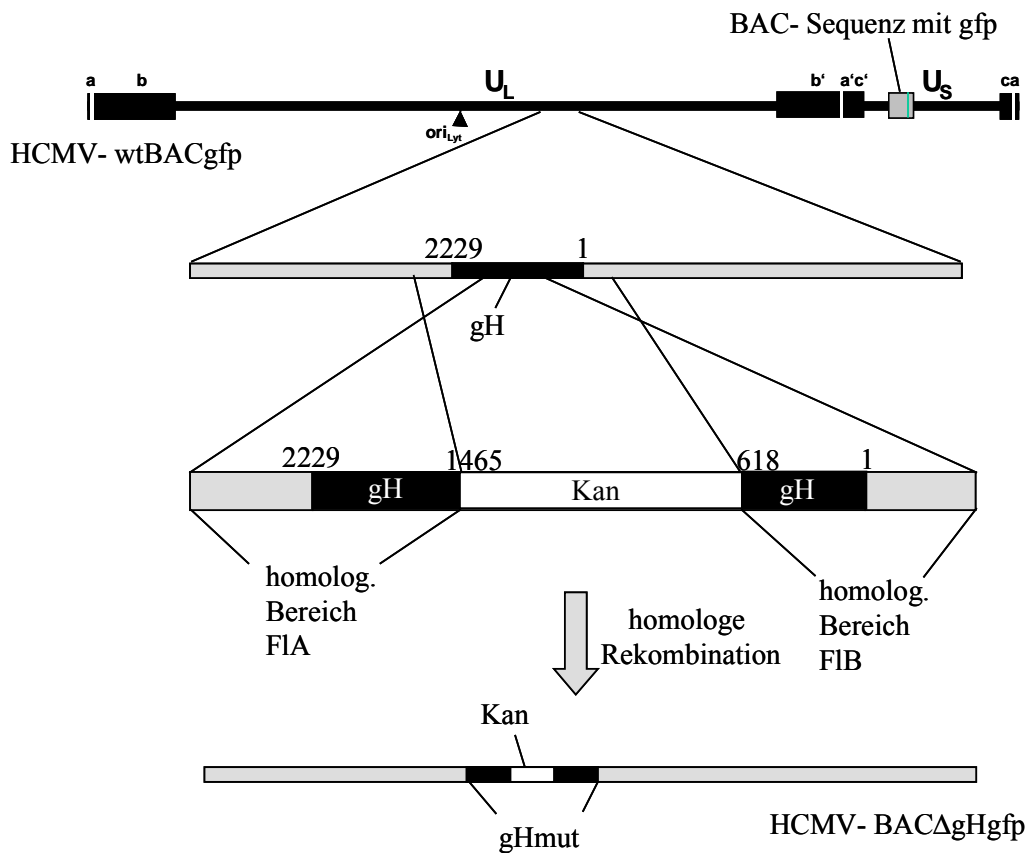 BAC- Sequenz mit gfp
a b UL b‘ a‘c‘ US ca
oriLyt
HCMV- wtBACgfp
2229 1
gH
2229 1465 618 1
gH Kan gH
homolog.
Bereich
FlA
homologe
Rekombination
homolog.
Bereich
FlB
Kan
gHmut
HCMV- BACΔgHgfp